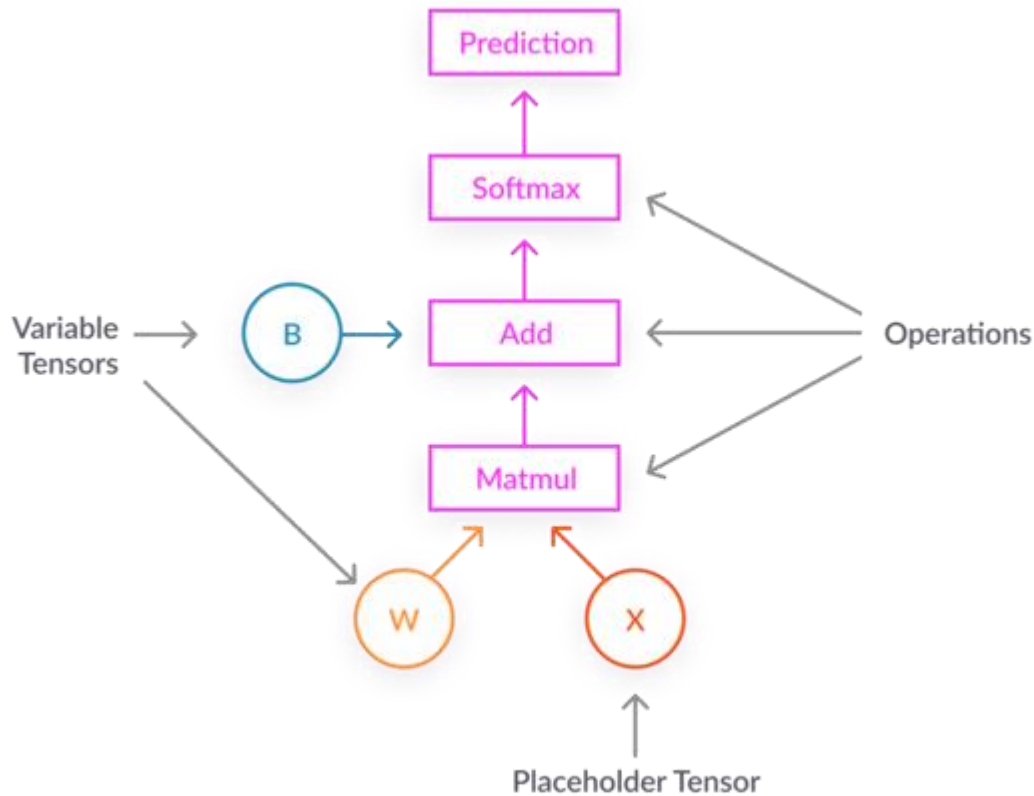 Prediction
Softmax
Variable
Tensors
B
Add
Operations
Matmul
W
X
Placeholder Tensor